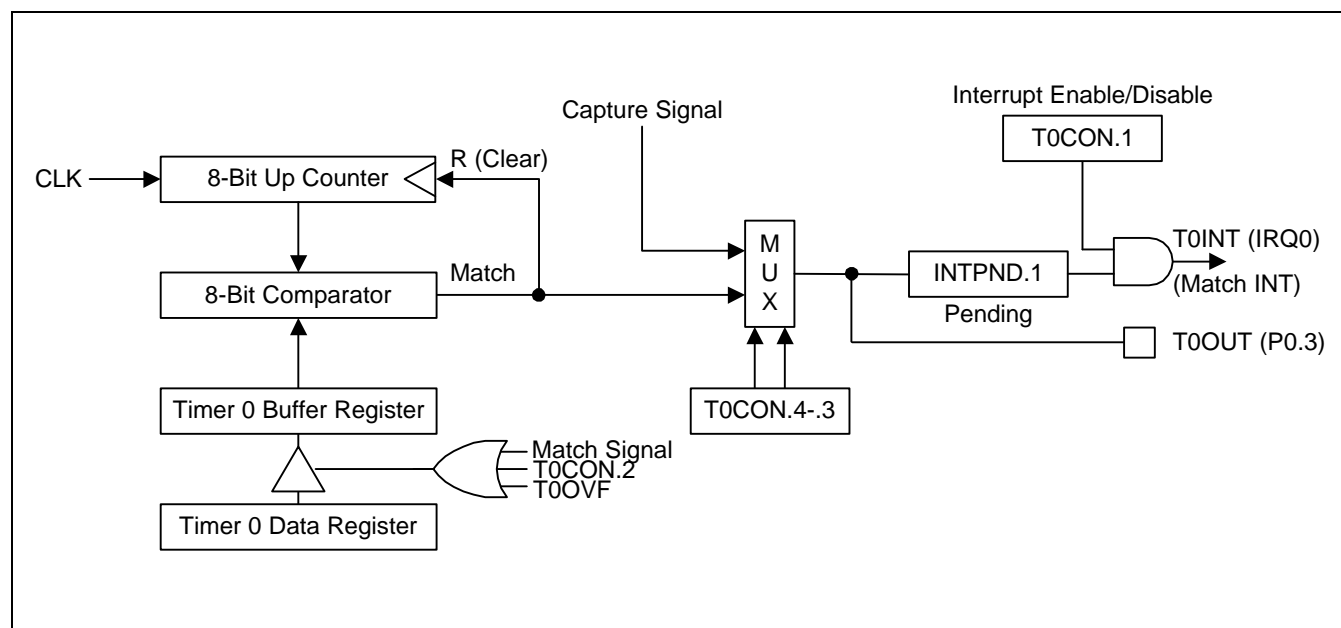 Interrupt Enable/Disable
Capture Signal
T0CON.1
R (Clear)
CLK
8-Bit Up Counter
M
U
X
T0INT (IRQ0)
Match
INTPND.1
(Match INT)
8-Bit Comparator
Pending
T0OUT (P0.3)
Timer 0 Buffer Register
T0CON.4-.3
Match Signal
T0CON.2
T0OVF
Timer 0 Data Register